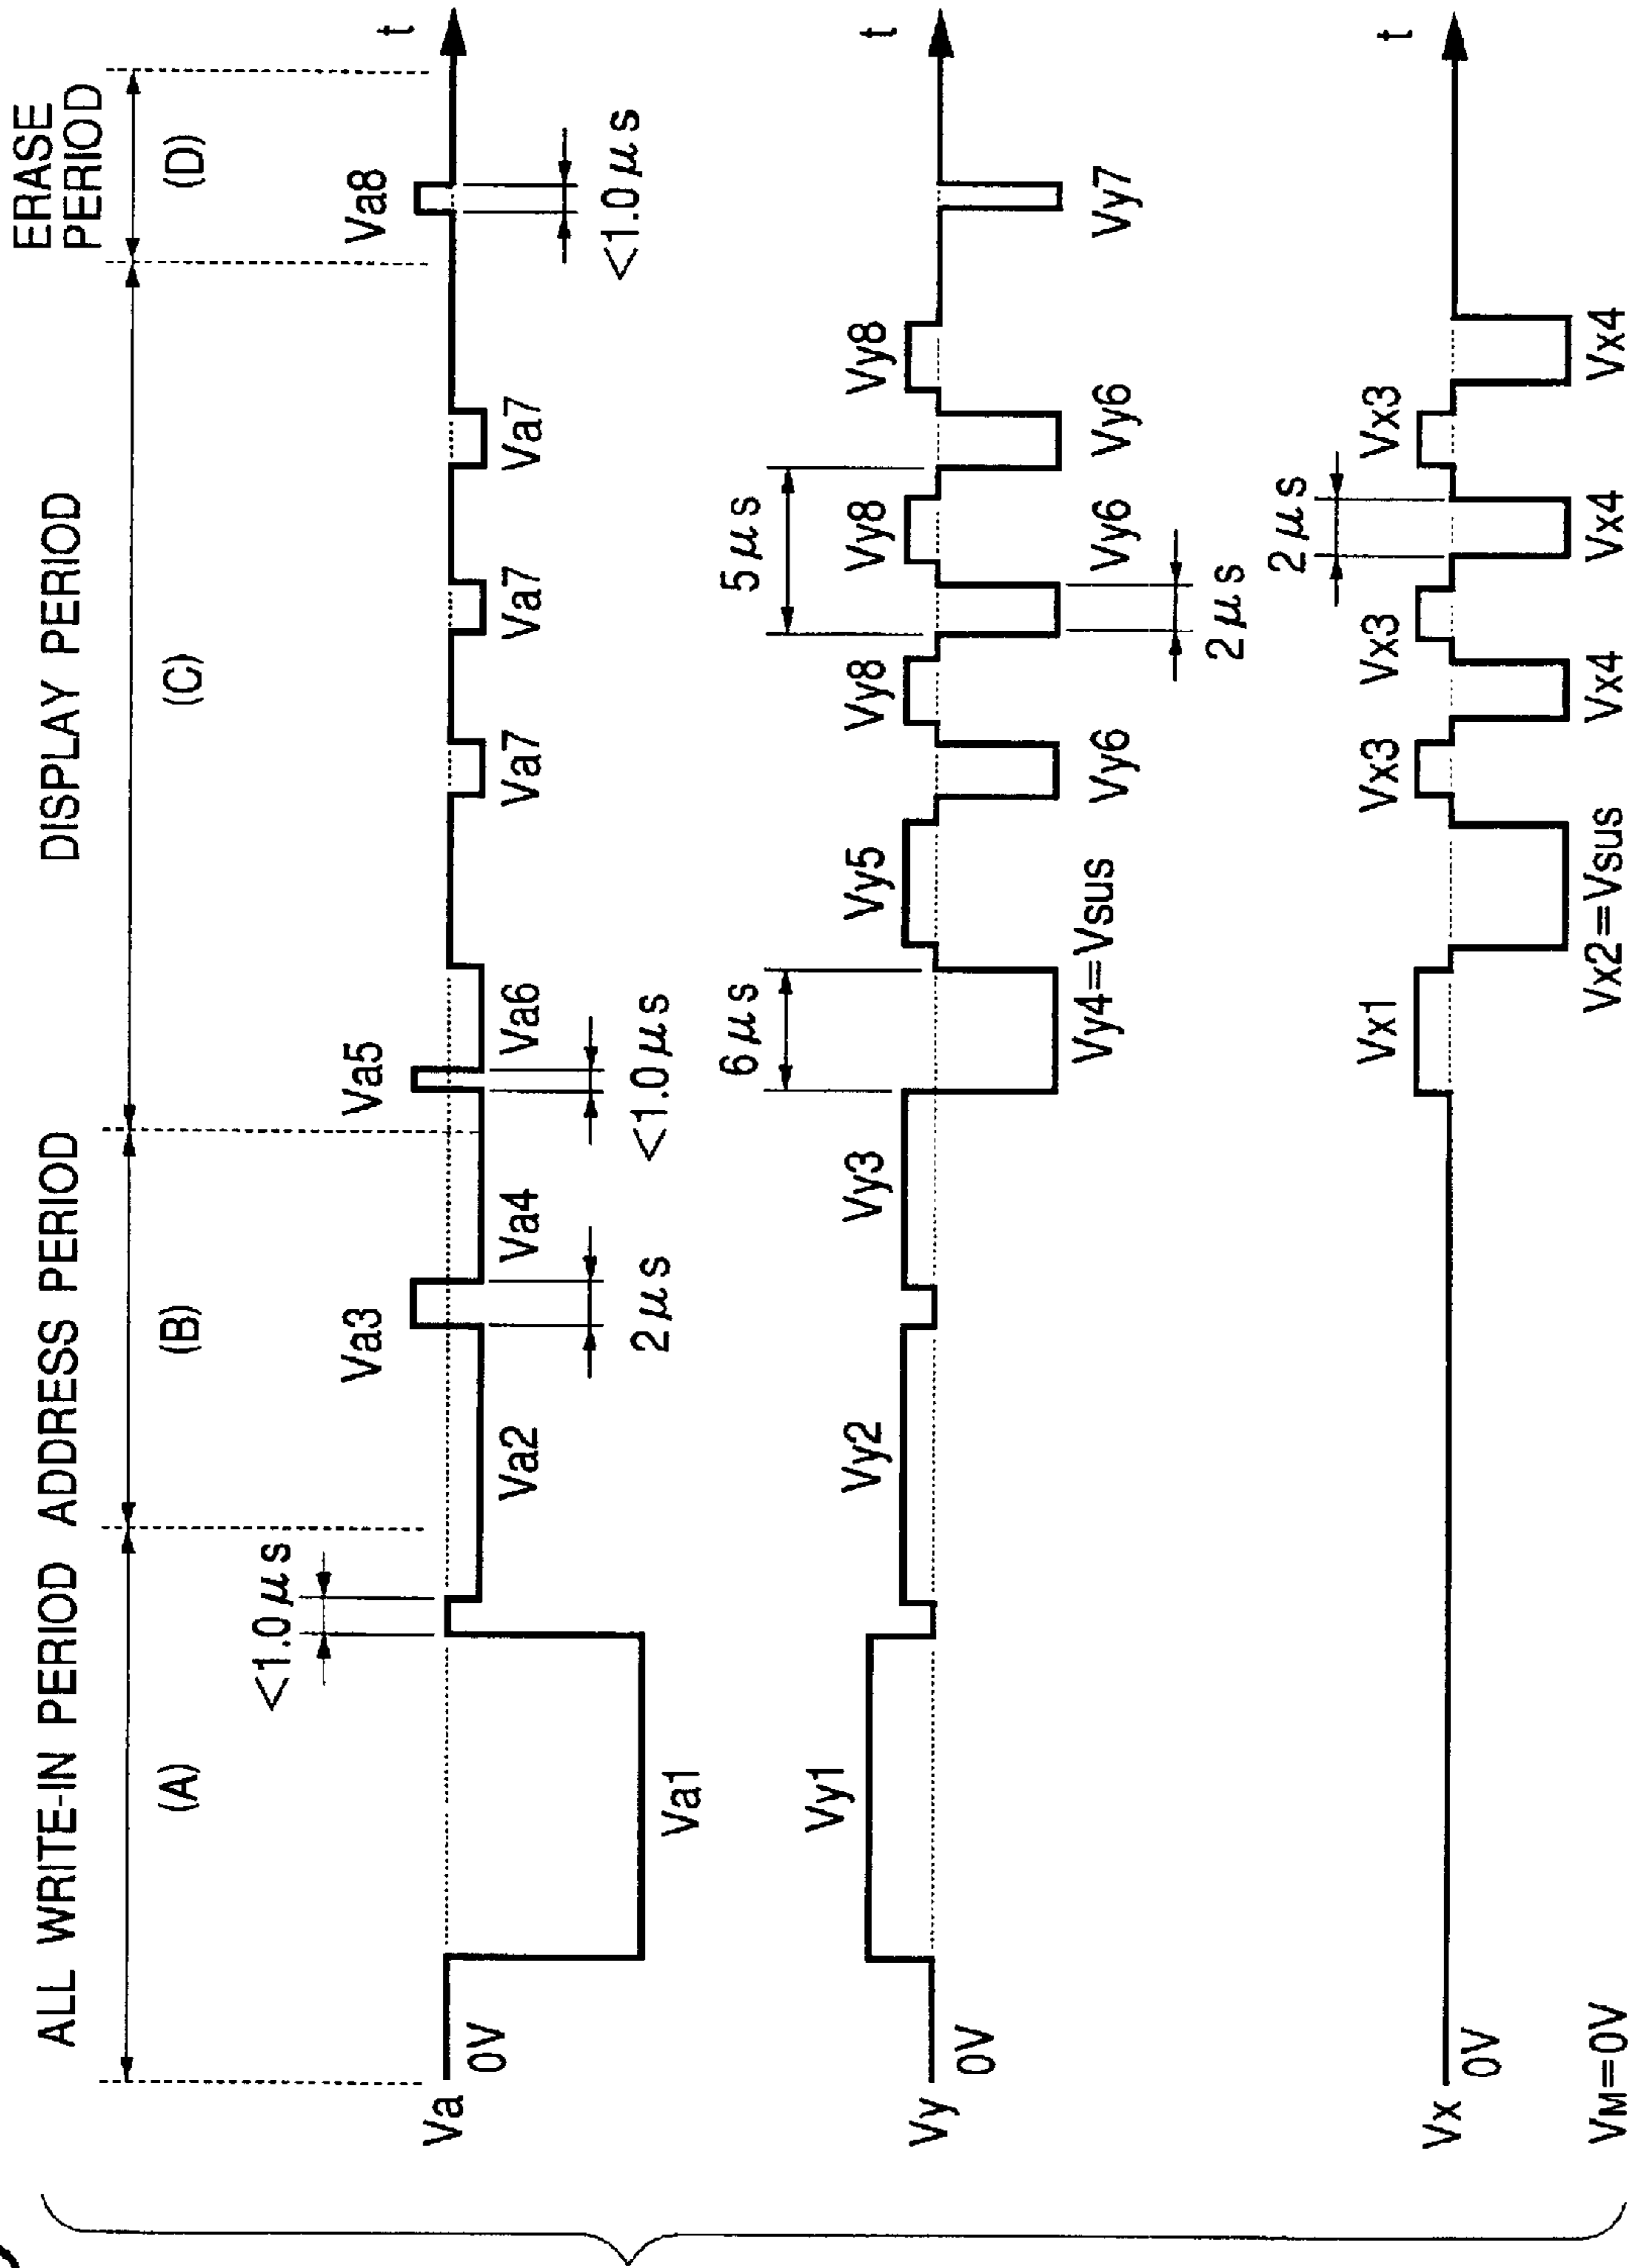 ALL WRITE-IN PERIOD ADDRESS PERIOD DISPLAY PERIOD ERASE PERIOD
(A) (B) (C) (D)
<1.0μs
Va3 Va5 Va8
Va t
0V
Va2 Va4 Va6 Va7 Va7 Va7
<1.0μs
2μs <1.0μs
Va1
6μs 5μs
Vy1 Vy2 Vy3 Vy5 Vy8 Vy8 Vy8
Vy t
0V
Vy4=Vsus Vy6 Vy6 Vy6 Vy7
2μs
2μs
Vx1 Vx3 Vx3 Vx3
Vx t
0V
Vx2=Vsus Vx4 Vx4 Vx4
VM=0V